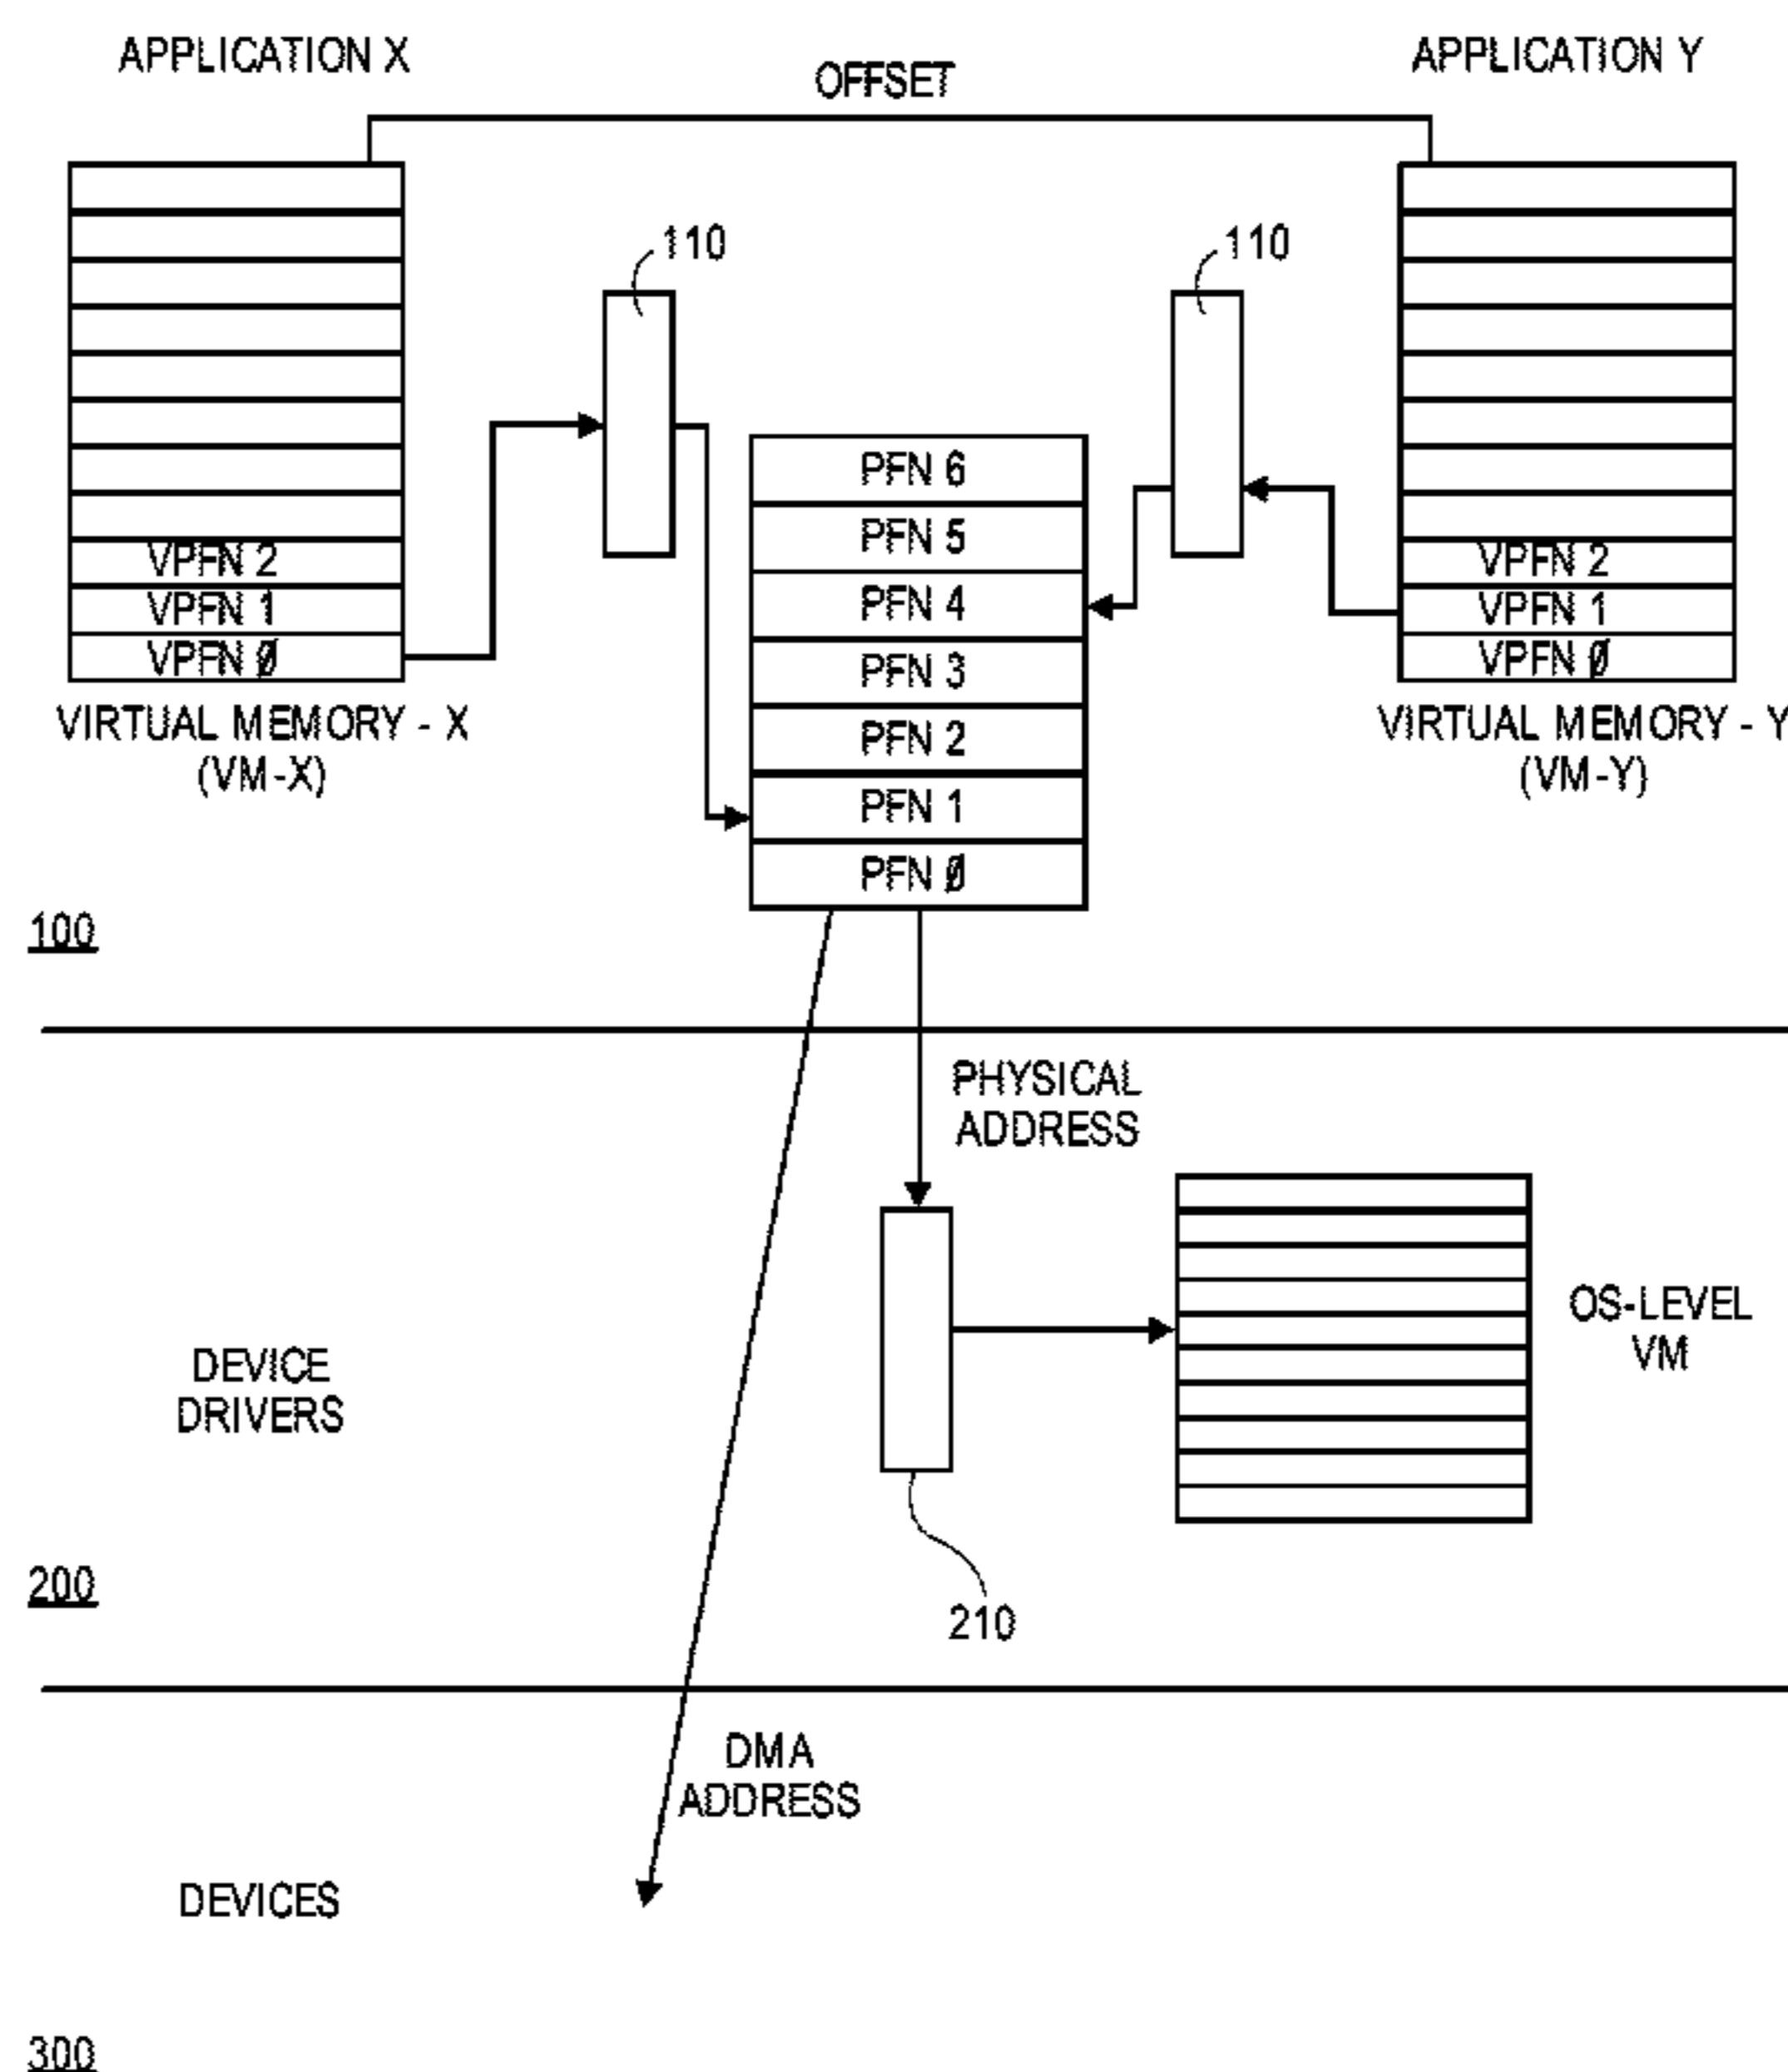 APPLICATION X
OFFSET
APPLICATION Y
110
110
VPFN 2
VPFN 1
VPFN Ø
VIRTUAL MEMORY - X
(VM-X)
PFN 6
PFN 5
PFN 4
PFN 3
PFN 2
PFN 1
PFN Ø
VPFN 2
VPFN 1
VPFN Ø
VIRTUAL MEMORY - Y
(VM-Y)
100
PHYSICAL
ADDRESS
OS-LEVEL
VM
DEVICE
DRIVERS
200
210
DMA
ADDRESS
DEVICES
300